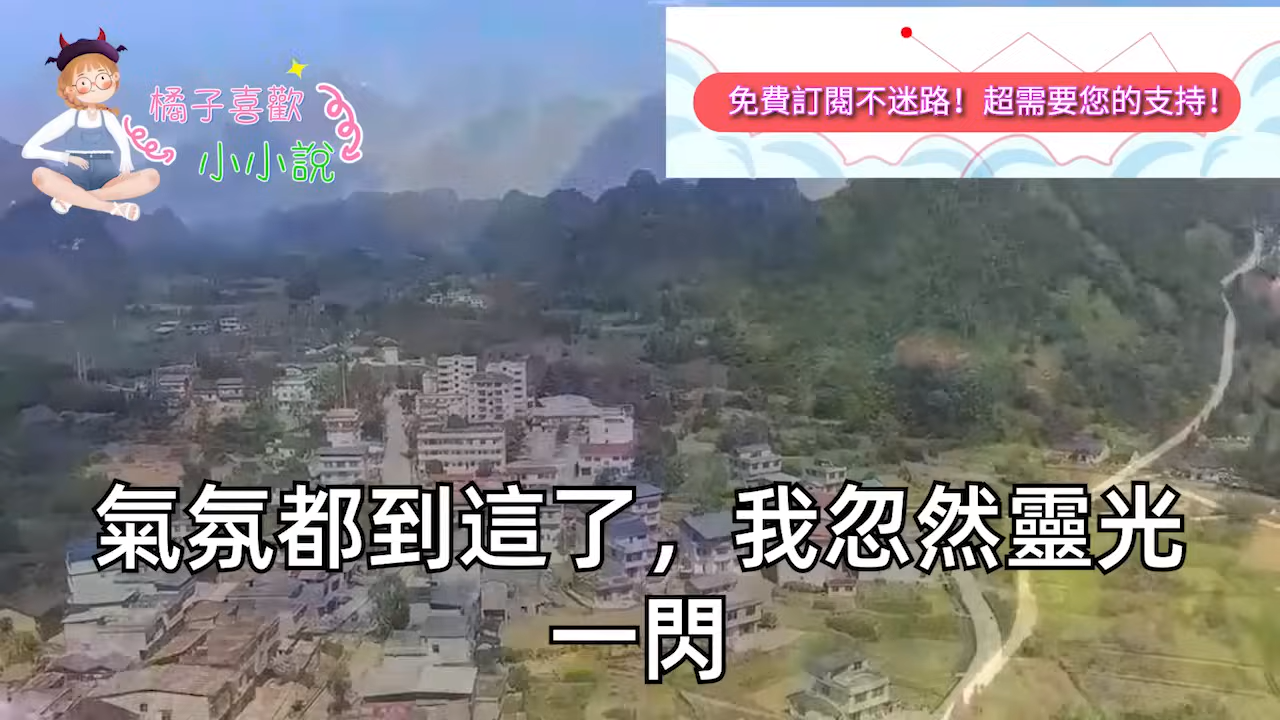 橘子喜歡
小小說
免費訂閱不迷路！超需要您的支持！
氣氛都到這了，我忽然靈光
一閃